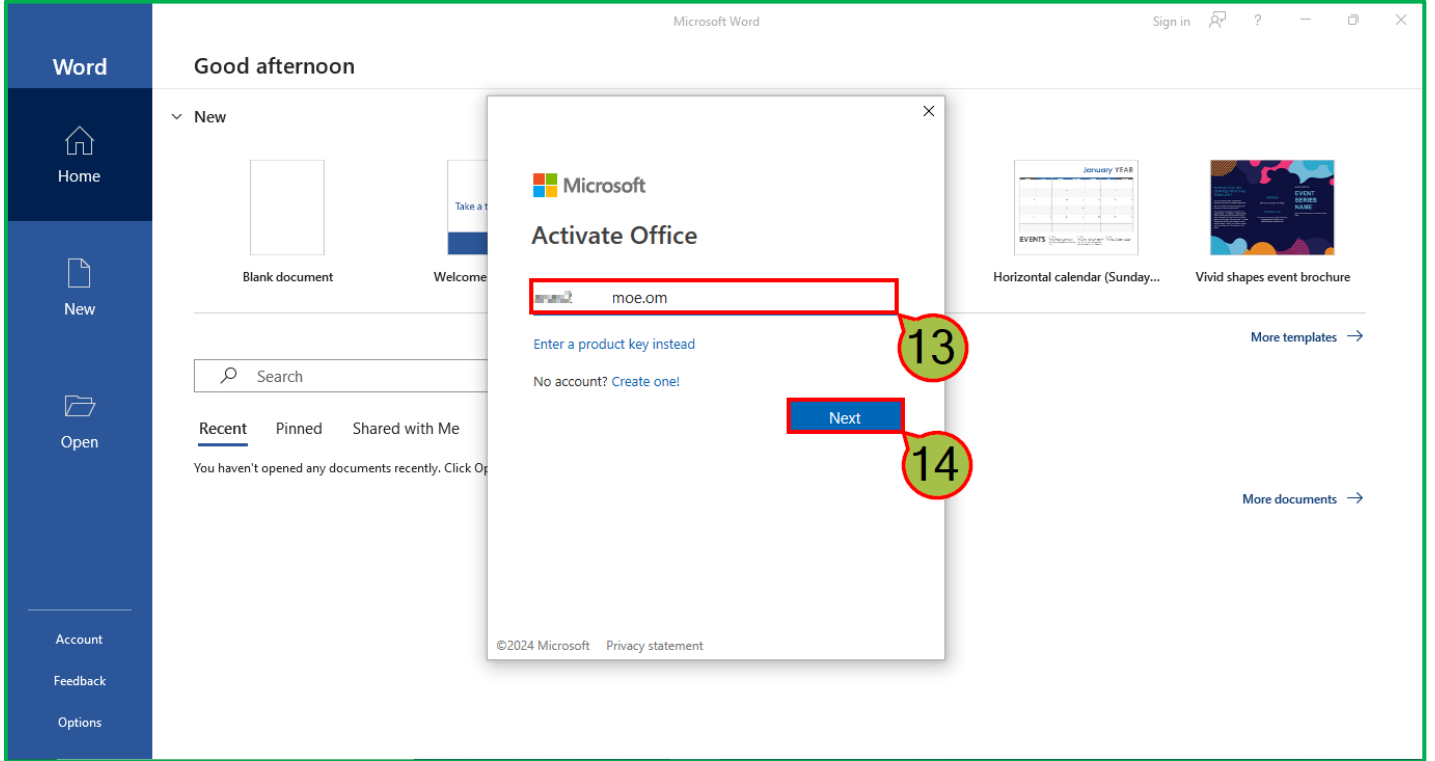 Microsoft Word
Sign in
?
Word
Good afternoon
Home
New
Open
Account
Feedback
Options
New
Take a t
January YEAR
EVENTS
EVENT
SERIES
NAME
Blank document
Welcome
Horizontal calendar (Sunday...
Vivid shapes event brochure
More templates
Search
Recent Pinned Shared with Me
You haven't opened any documents recently. Click Op
More documents
Microsoft
Activate Office
moe.om
13
Enter a product key instead
No account? Create one!
Next
14
©2024 Microsoft Privacy statement